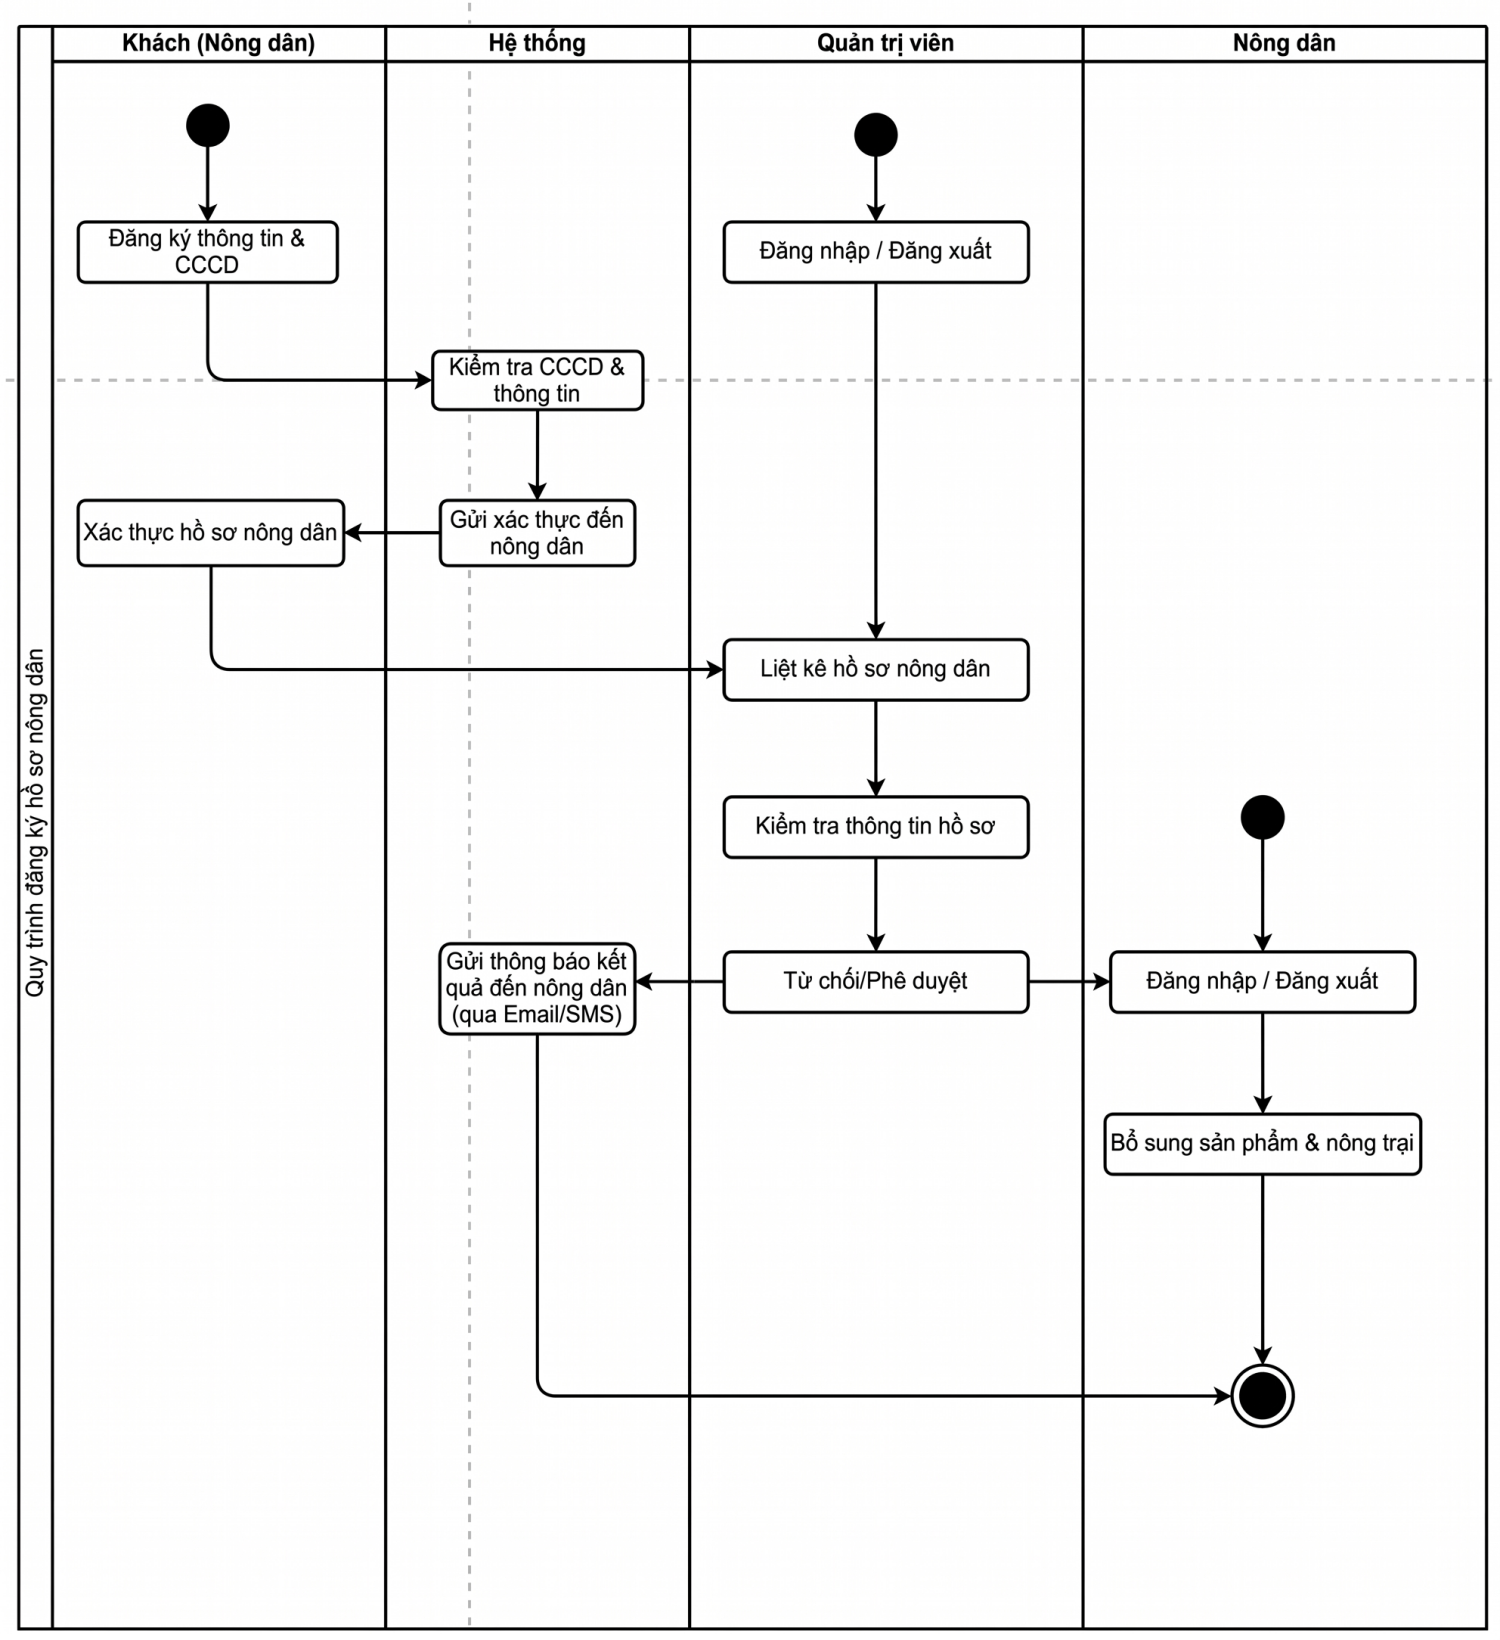 Khách (Nông dân)
Hệ thống
Quản trị viên
Nông dân
Quy trình đăng ký hồ sơ nông dân
Đăng ký thông tin &
CCCD
Đăng nhập / Đăng xuất
Kiểm tra CCCD &
thông tin
Xác thực hồ sơ nông dân
Gửi xác thực đến
nông dân
Liệt kê hồ sơ nông dân
Kiểm tra thông tin hồ sơ
Gửi thông báo kết
quả đến nông dân
(qua Email/SMS)
Từ chối/Phê duyệt
Đăng nhập / Đăng xuất
Bổ sung sản phẩm & nông trại